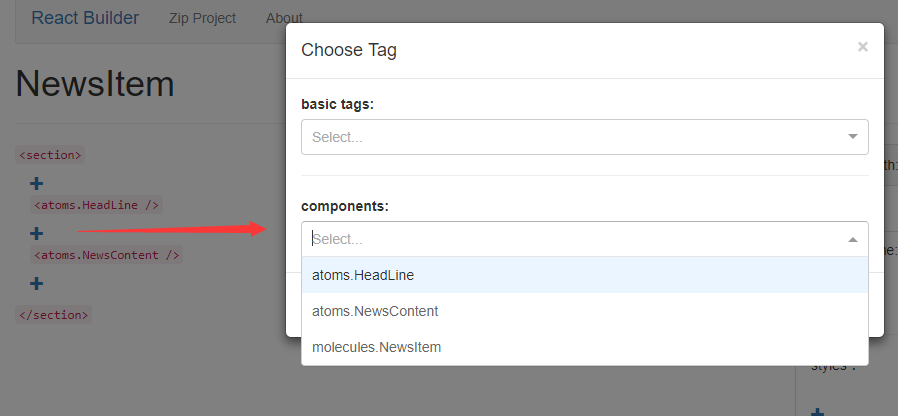 React Builder Zip Project About
NewsItem
<section>
<atoms.HeadLine />
<atoms.NewsContent />
</section>
Choose Tag
×
basic tags:
Select...
components:
Select...
atoms.HeadLine
atoms.NewsContent
molecules.NewsItem